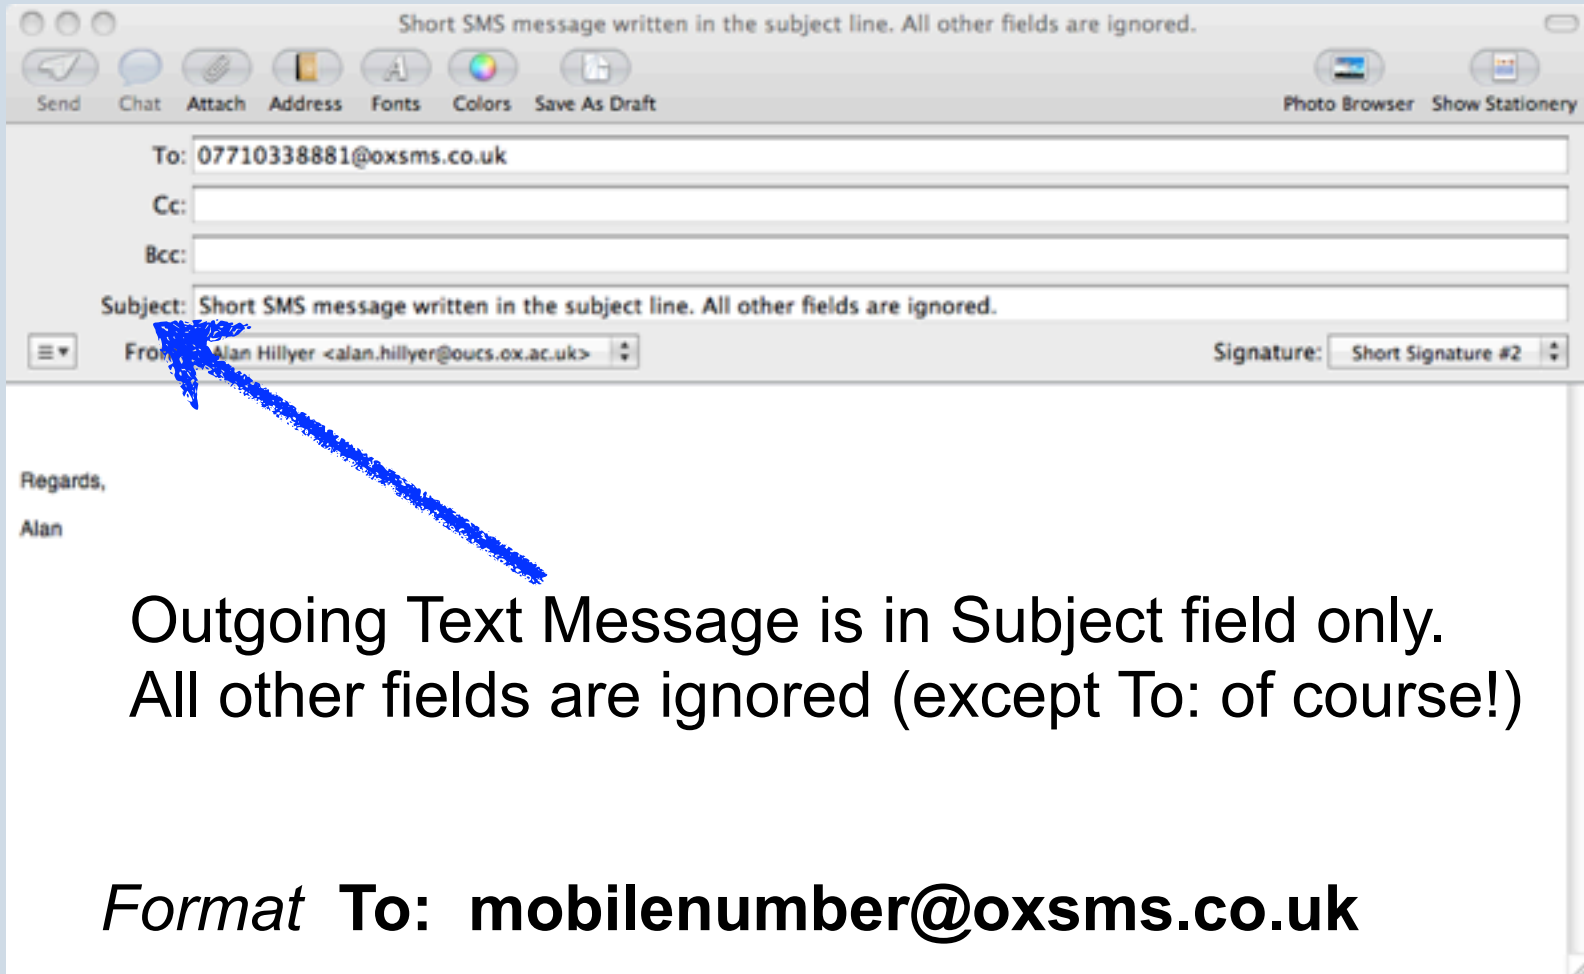 Short SMS message written in the subject line. All other fields are ignored.
Send Chat Attach Address Fonts Colors Save As Draft Photo Browser Show Stationery
To: 07710338881@oxsms.co.uk
Cc:
Bcc:
Subject: Short SMS message written in the subject line. All other fields are ignored.
Alan Hillyer <alan.hillyer@oucs.ox.ac.uk> Signature: Short Signature #2
Regards,
Alan
Outgoing Text Message is in Subject field only.
All other fields are ignored (except To: of course!)
Format To: mobilenumber@oxsms.co.uk